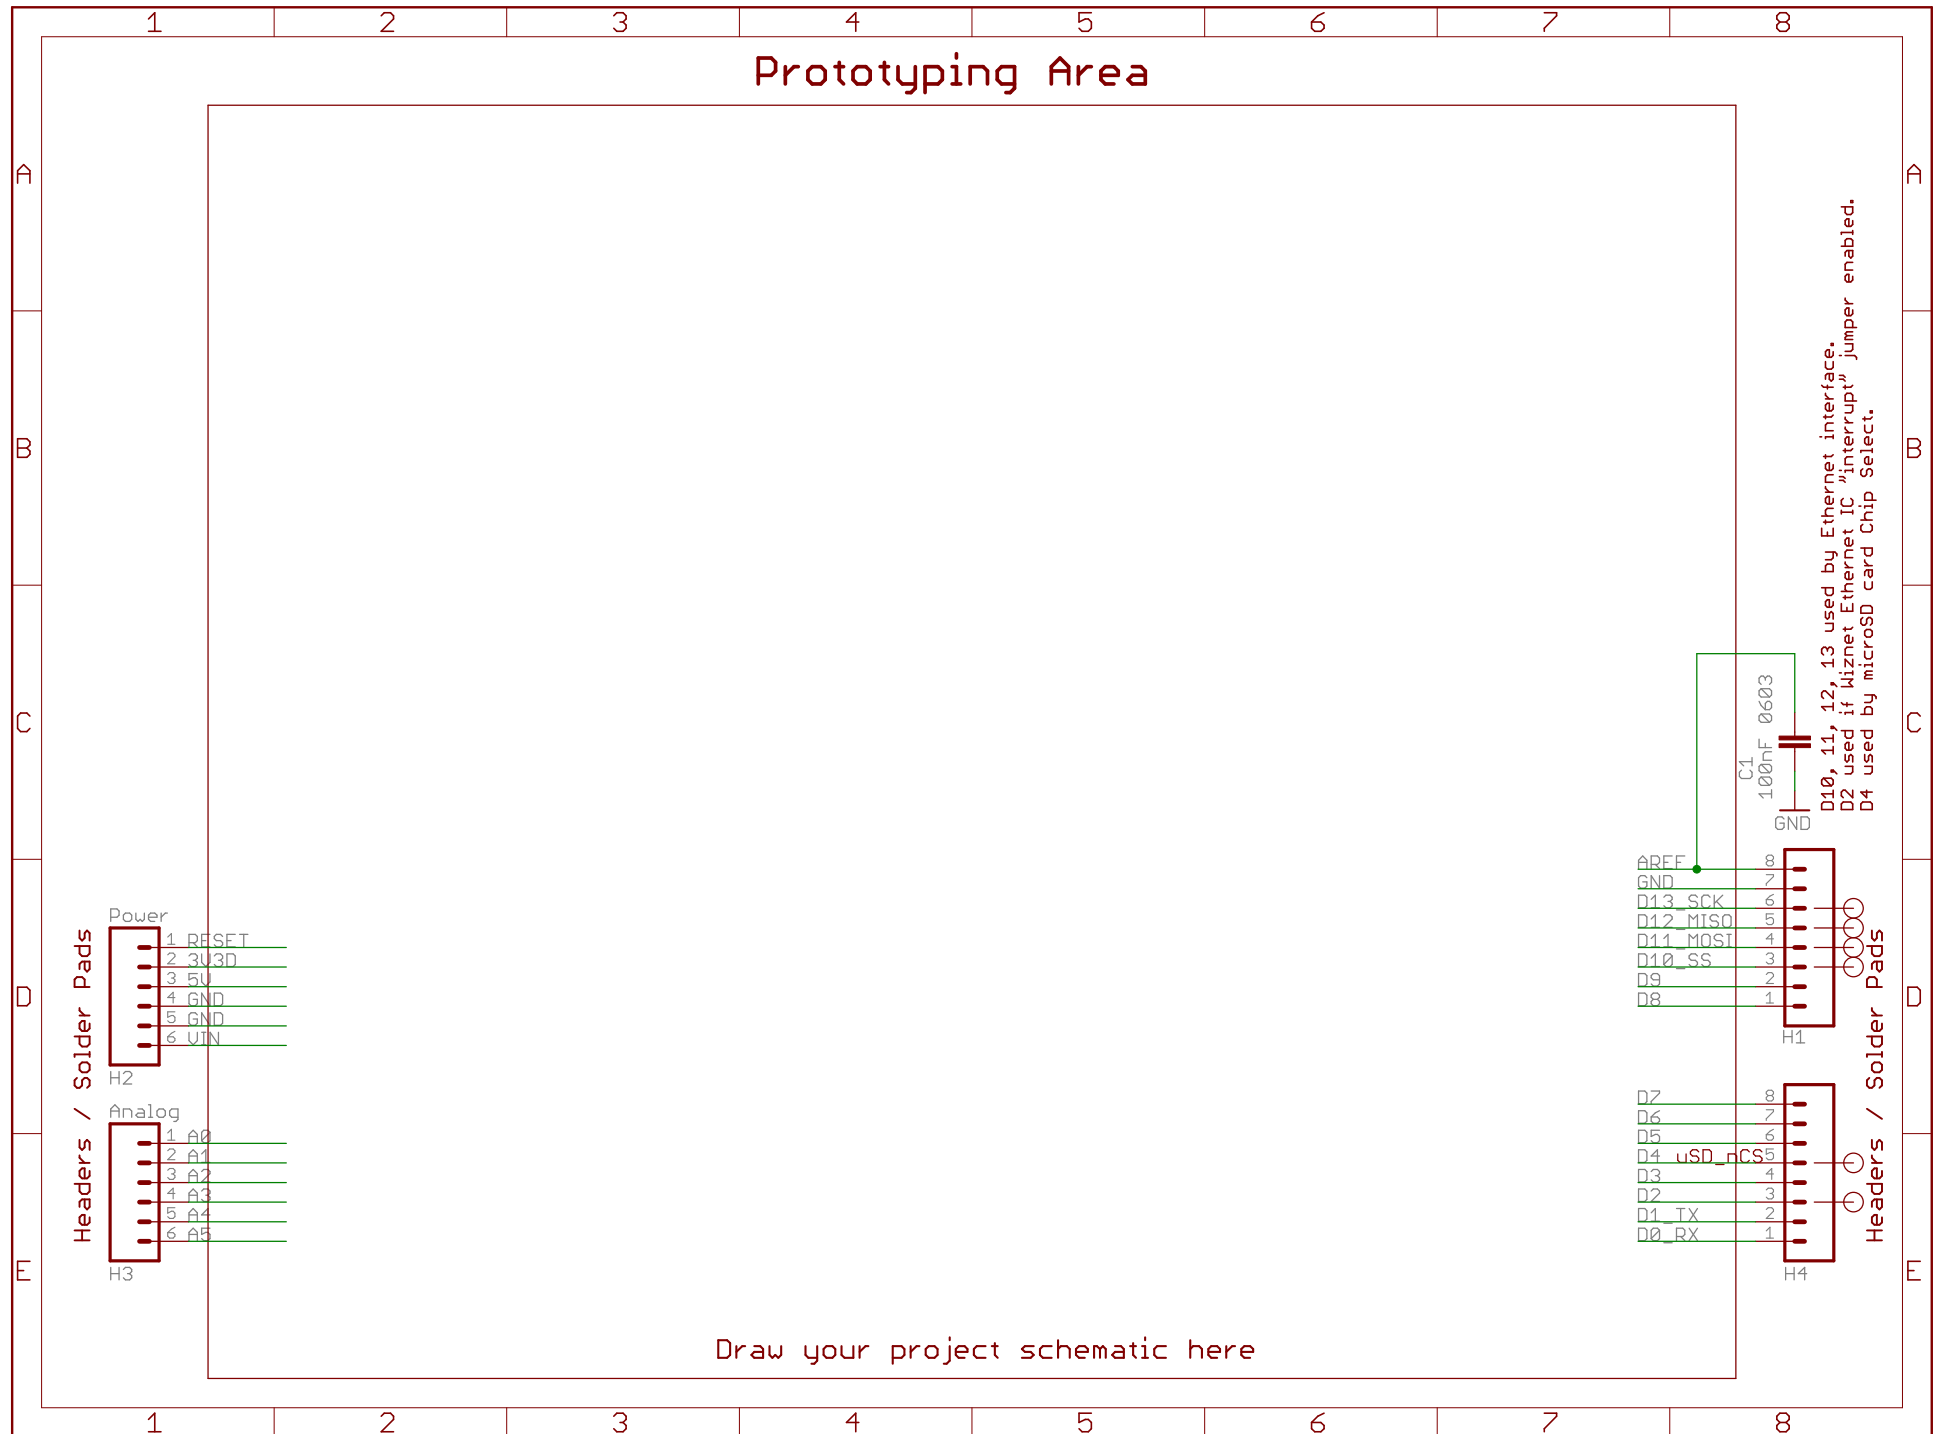 1 2 3 4 5 6 7 8
Prototyping Area
A
A
B
B
C
C
D
D
E
E
D10, 11, 12, 13 used by Ethernet interface.
D2 used if Wiznet Ethernet IC "interrupt" jumper enabled.
D4 used by microSD card Chip Select.
C1
100nF 0603
GND
Headers / Solder Pads
Power
1 RESET
2 3V3D
3 5V
4 GND
5 GND
6 VIN
H2
Analog
1 A0
2 A1
3 A2
4 A3
5 A4
6 A5
H3
AREF 8
GND 7
D13_SCK 6
D12_MISO 5
D11_MOSI 4
D10_SS 3
D9 2
D8 1
H1
D7 8
D6 7
D5 6
D4 uSD_nCS 5
D3 4
D2 3
D1_TX 2
D0_RX 1
H4
Headers / Solder Pads
Draw your project schematic here
1 2 3 4 5 6 7 8